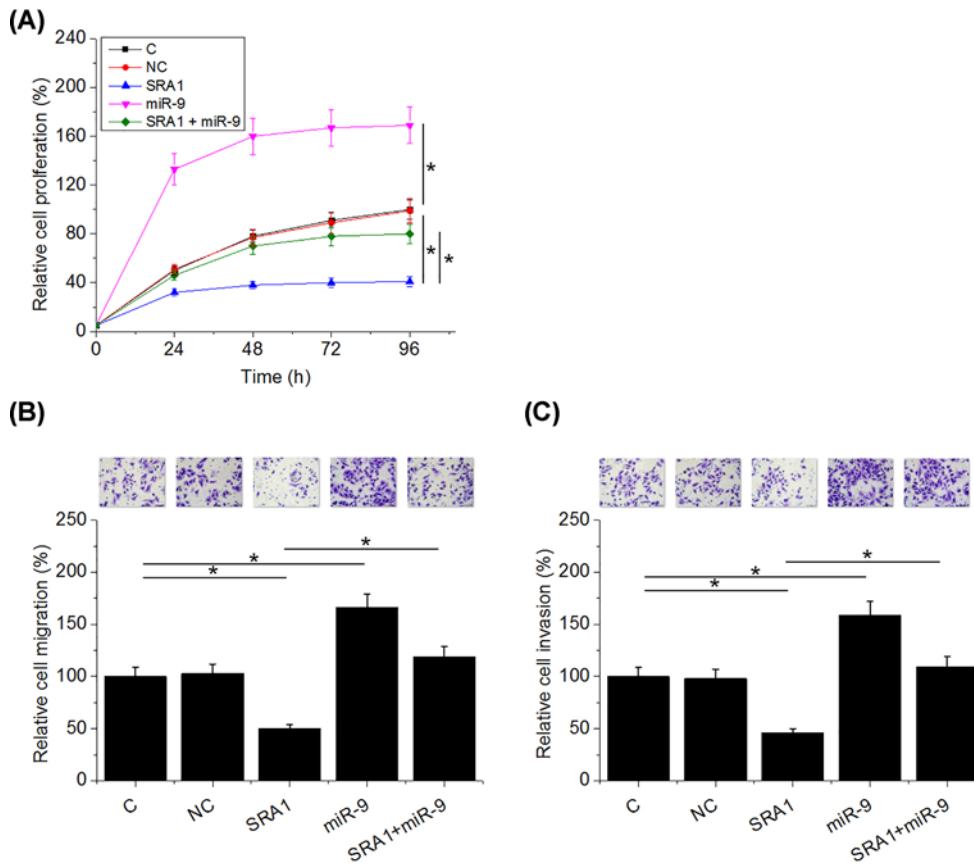 (A)
240
200
160
120
80
40
0
Relative cell prolferation (%)
C
NC
SRA1
miR-9
SRA1 + miR-9
*
*
*
0 24 48 72 96
Time (h)
(B)
250
200
150
100
50
0
Relative cell migration (%)
*
*
*
C NC SRA1 miR-9 SRA1+miR-9
(C)
250
200
150
100
50
0
Relative cell invasion (%)
*
*
*
C NC SRA1 miR-9 SRA1+miR-9